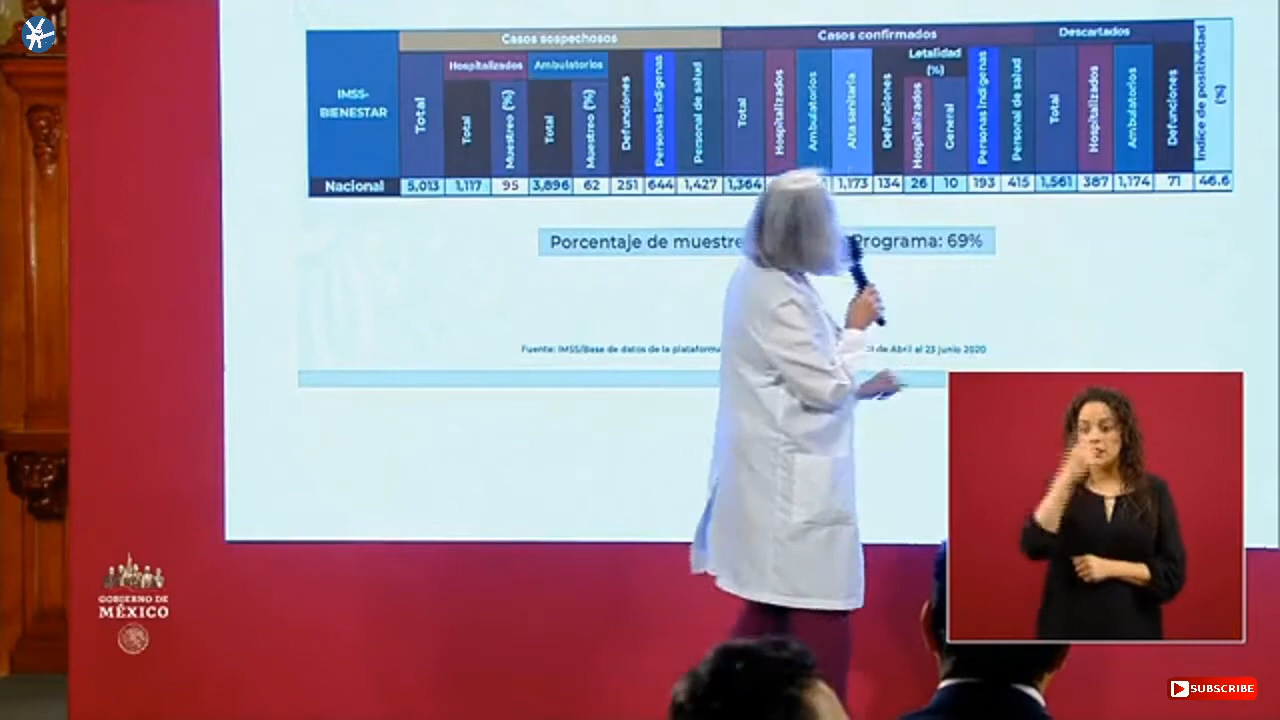 Casos sospechosos
Casos confirmados
Descartados
IMSS-
BIENESTAR
Total
Hospitalizados
Ambulatorios
Total
Muestreo (%)
Total
Muestreo (%)
Defunciones
Personas Indígenas
Personal de salud
Total
Hospitalizados
Ambulatorios
Alta sanitaria
Defunciones
Letalidad
(%)
Hospitalizados
General
Personas Indígenas
Personal de salud
Total
Hospitalizados
Ambulatorios
Defunciones
Índice de positividad
(%)
Nacional 5,013 1,117 95 3,896 62 251 644 1,427 1,364 1,173 134 26 10 193 415 1,561 387 1,174 71 46.6
Porcentaje de Programa: 69%
Fuente: IMSS/Base de datos de la de Abril al 23 junio 2020
GOBIERNO DE
MÉXICO
SUBSCRIBE